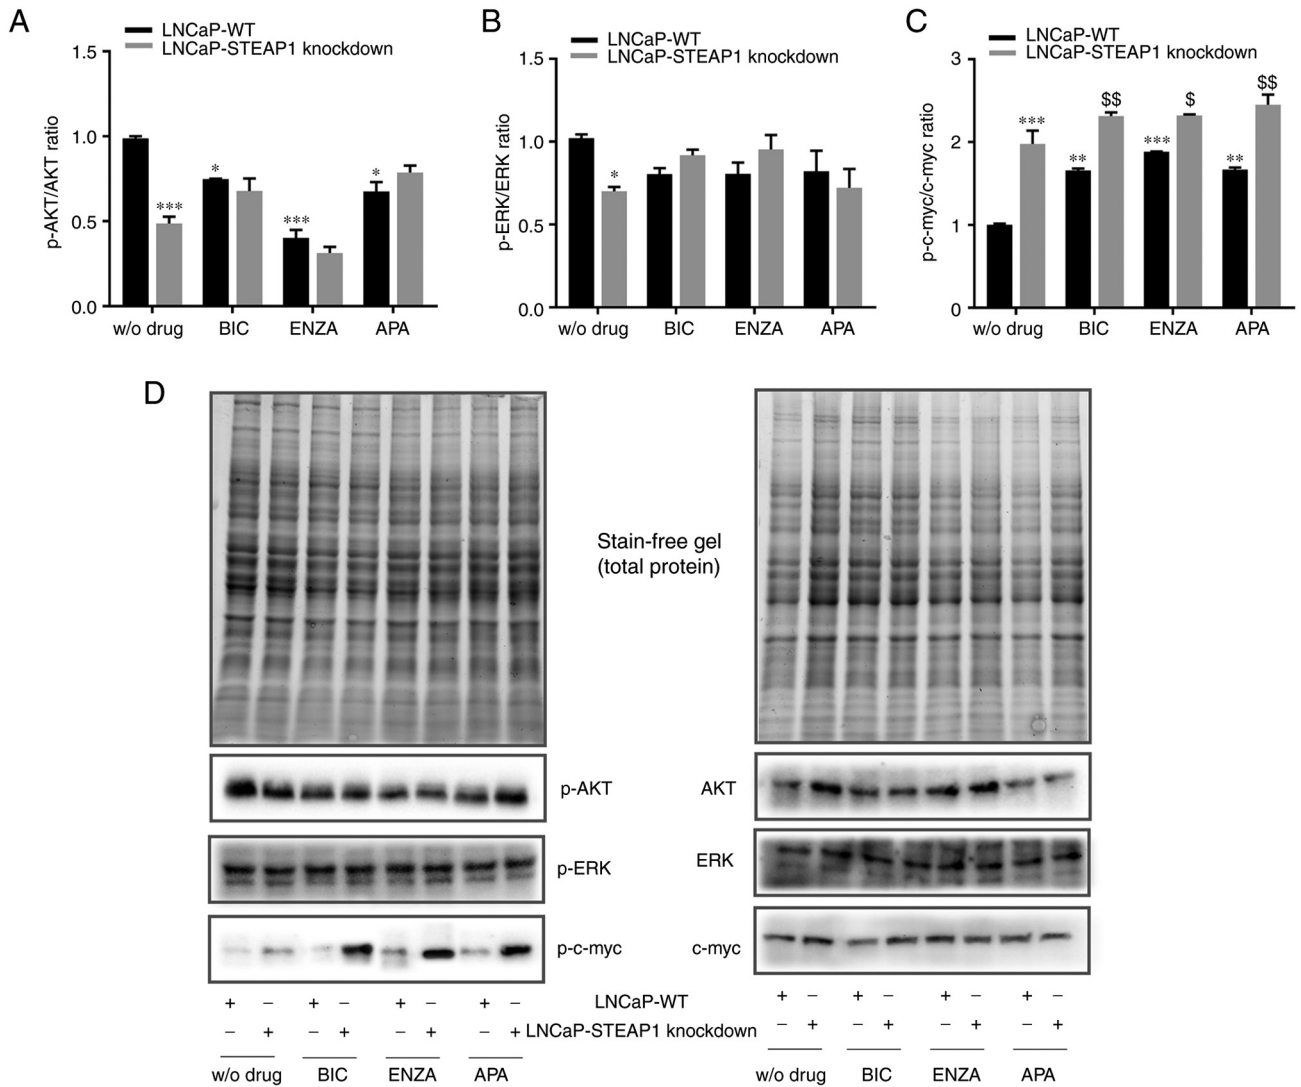 A
LNCaP-WT
LNCaP-STEAP1 knockdown
p-AKT/AKT ratio
1.5
1.0
0.5
0.0
***
*
***
*
w/o drug BIC ENZA APA
B
LNCaP-WT
LNCaP-STEAP1 knockdown
p-ERK/ERK ratio
1.5
1.0
0.5
0.0
*
w/o drug BIC ENZA APA
C
LNCaP-WT
LNCaP-STEAP1 knockdown
p-c-myc/c-myc ratio
3
2
1
0
***
**
$$
***
$
**
$$
w/o drug BIC ENZA APA
D
Stain-free gel
(total protein)
p-AKT AKT
p-ERK ERK
p-c-myc c-myc
+ − + − + − + − LNCaP-WT + − + − + − + −
− + − + − + − + LNCaP-STEAP1 knockdown − + − + − + − +
w/o drug BIC ENZA APA w/o drug BIC ENZA APA